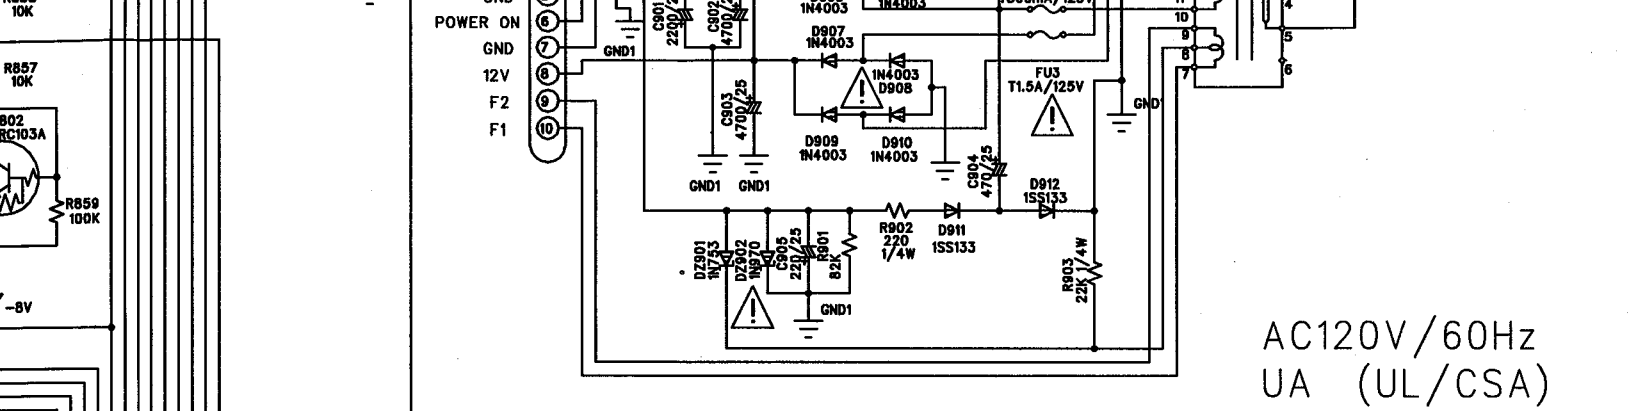 10K
R857
10K
802
RC103A
R859
100K
-8V
POWER ON
6
GND
7
12V
8
F2
9
F1
10
GND1
C901
2200/2
C902
4700/2
C903
4700/25
GND1
GND1
1N4003
1N4003
D907
1N4003
1N4003
D908
!
D909
1N4003
D910
1N4003
FU3
T1.5A/125V
!
GND1
C904
470/25
D912
1SS133
D911
1SS133
R902
220
1/4W
R901
82K
C905
220/25
DZ902
1N970
DZ901
1N753
!
GND1
R903
22K 1/4W
10
9
8
7
4
5
6
AC120V/60Hz
UA (UL/CSA)